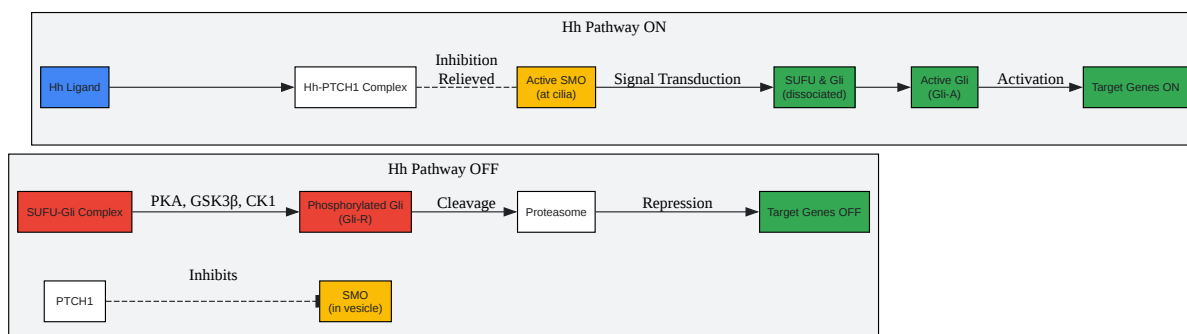 Hh Pathway ON
Hh Ligand
Hh-PTCH1 Complex
Inhibition
Relieved
Active SMO
(at cilia)
Signal Transduction
SUFU & Gli
(dissociated)
Active Gli
(Gli-A)
Activation
Target Genes ON
Hh Pathway OFF
SUFU-Gli Complex
PKA, GSK3β, CK1
Phosphorylated Gli
(Gli-R)
Cleavage
Proteasome
Repression
Target Genes OFF
PTCH1
Inhibits
SMO
(in vesicle)